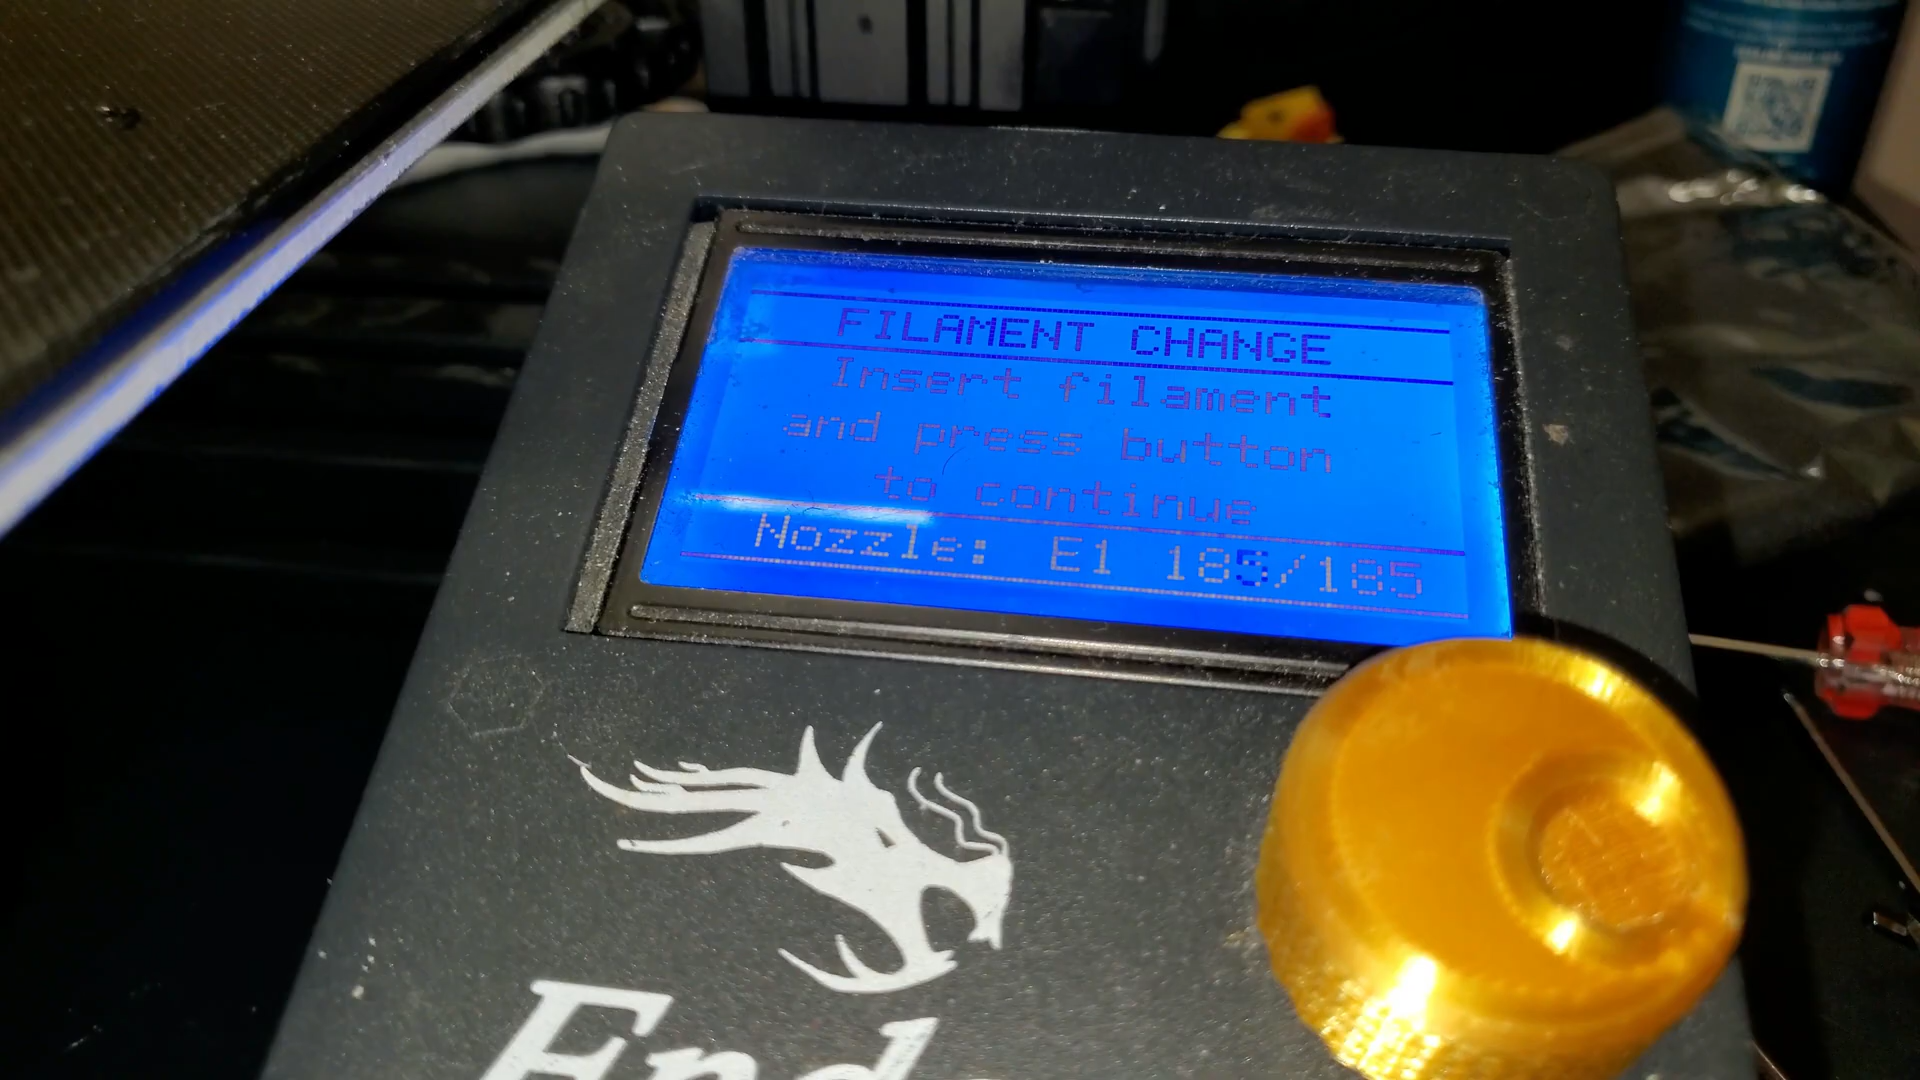 FILAMENT CHANGE
Insert filament
and press button
to continue
Nozzle: E1 185/185